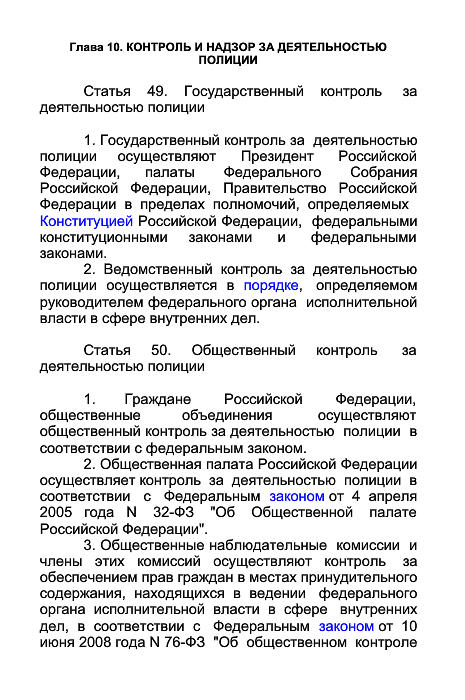 Глава 10. КОНТРОЛЬ И НАДЗОР ЗА ДЕЯТЕЛЬНОСТЬЮ
ПОЛИЦИИ
Статья 49. Государственный контроль за
деятельностью полиции
1. Государственный контроль за деятельностью
полиции осуществляют Президент Российской
Федерации, палаты Федерального Собрания
Российской Федерации, Правительство Российской
Федерации в пределах полномочий, определяемых
Конституцией Российской Федерации, федеральными
конституционными законами и федеральными
законами.
2. Ведомственный контроль за деятельностью
полиции осуществляется в порядке, определяемом
руководителем федерального органа исполнительной
власти в сфере внутренних дел.
Статья 50. Общественный контроль за
деятельностью полиции
1. Граждане Российской Федерации,
общественные объединения осуществляют
общественный контроль за деятельностью полиции в
соответствии с федеральным законом.
2. Общественная палата Российской Федерации
осуществляет контроль за деятельностью полиции в
соответствии с Федеральным законом от 4 апреля
2005 года N 32-ФЗ "Об Общественной палате
Российской Федерации".
3. Общественные наблюдательные комиссии и
члены этих комиссий осуществляют контроль за
обеспечением прав граждан в местах принудительного
содержания, находящихся в ведении федерального
органа исполнительной власти в сфере внутренних
дел, в соответствии с Федеральным законом от 10
июня 2008 года N 76-ФЗ "Об общественном контроле